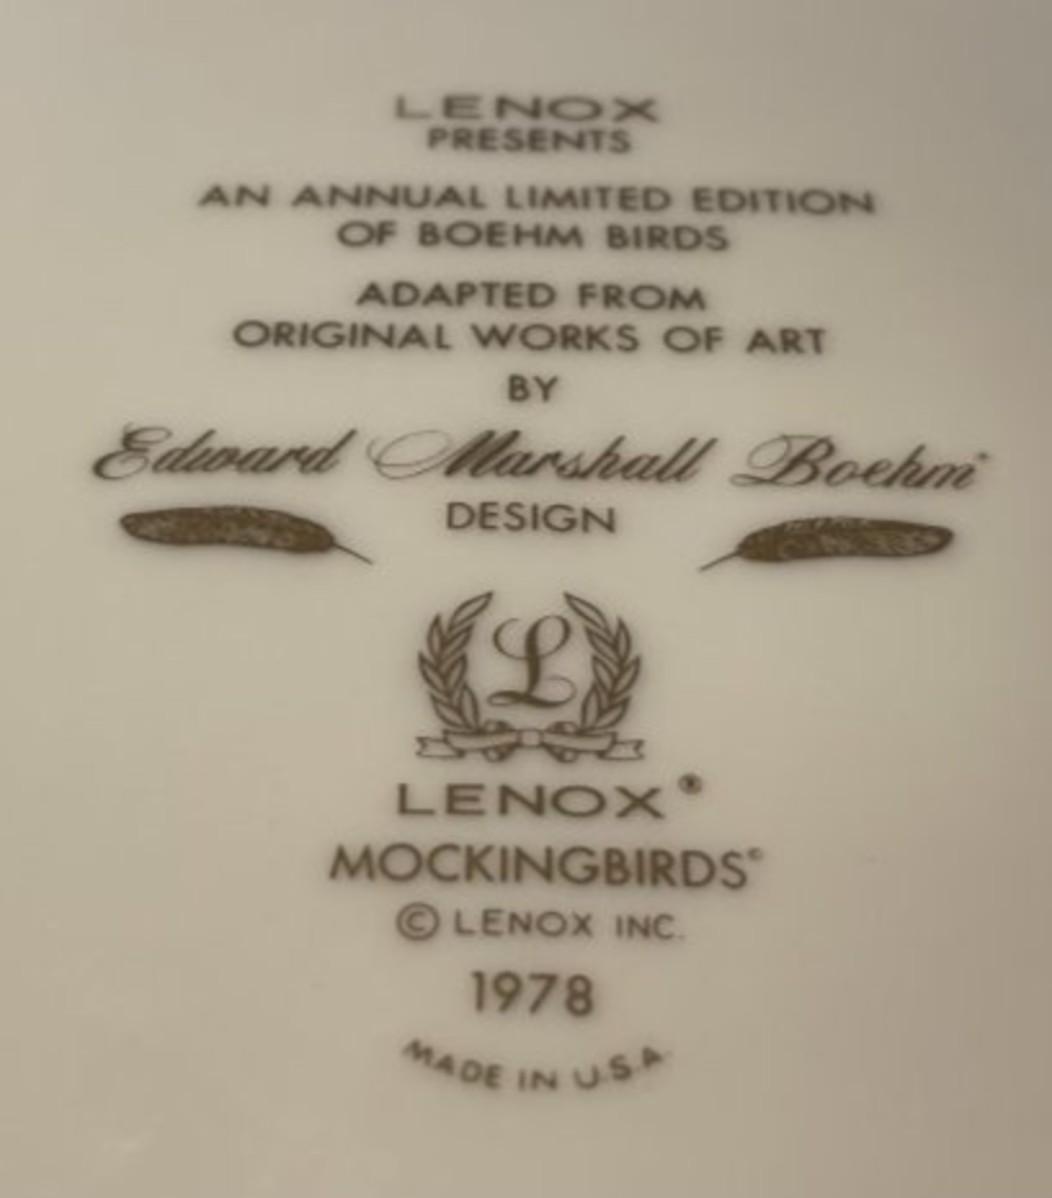 LENOX
PRESENTS
AN ANNUAL LIMITED EDITION
OF BOEHM BIRDS
ADAPTED FROM
ORIGINAL WORKS OF ART
BY
Edward Marshall Boehm®
DESIGN
L
LENOX®
MOCKINGBIRDS©
© LENOX INC.
1978
MADE IN U.S.A.